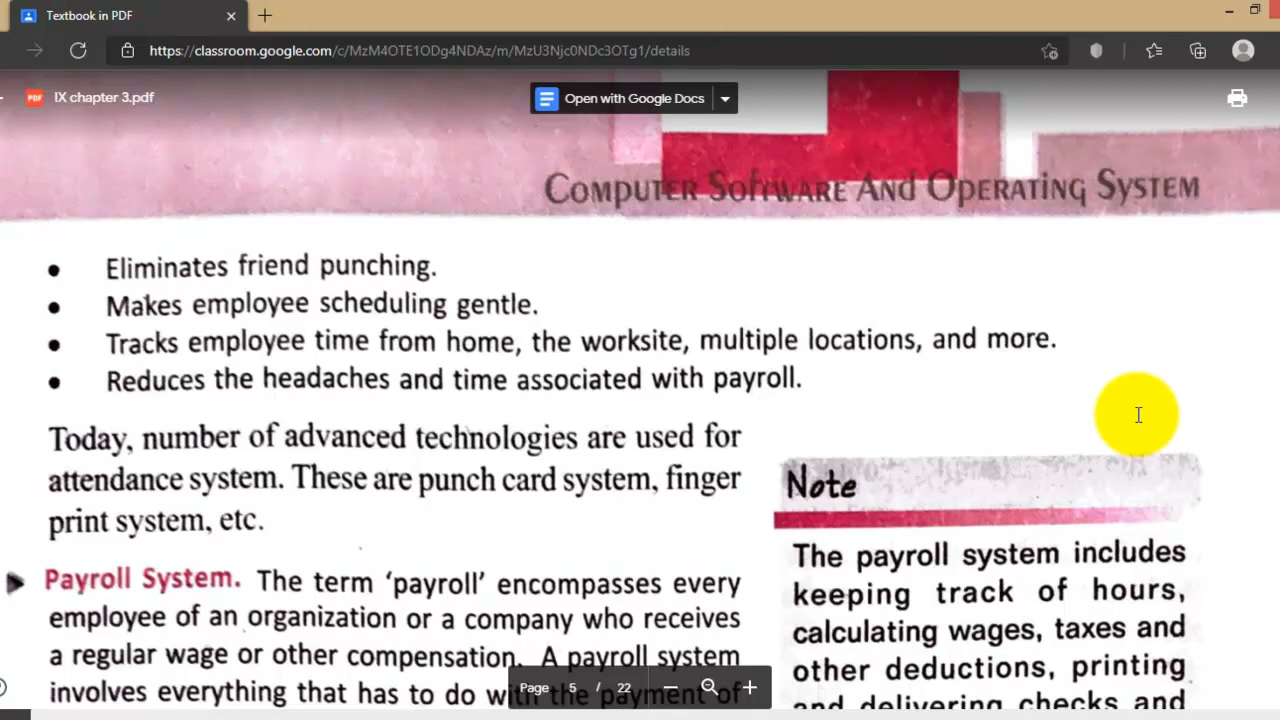 Textbook in PDF
https://classroom.google.com/c/MzM4OTE1ODg4NDAz/m/MzU3Njc0NDc3OTg1/details
PDF IX chapter 3.pdf
Open with Google Docs
COMPUTER SOFTWARE AND OPERATING SYSTEM
• Eliminates friend punching.
• Makes employee scheduling gentle.
• Tracks employee time from home, the worksite, multiple locations, and more.
• Reduces the headaches and time associated with payroll.
Today, number of advanced technologies are used for
attendance system. These are punch card system, finger
print system, etc.
Payroll System. The term 'payroll' encompasses every
employee of an organization or a company who receives
a regular wage or other compensation. A payroll system
involves everything that has to do with the payment of
Note
The payroll system includes
keeping track of hours,
calculating wages, taxes and
other deductions, printing
and delivering checks and
Page 5 / 22